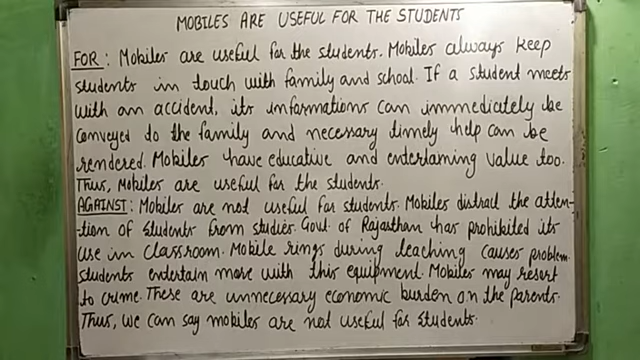 MOBILES ARE USEFUL FOR THE STUDENTS
FOR: Mobiles are useful for the students. Mobiles always keep
students in touch with family and school. If a student meets
with an accident, its informations can immediately be
conveyed to the family and necessary timely help can be
rendered. Mobiles have educative and entertaining value too.
Thus, Mobiles are useful for the students.
AGAINST: Mobiles are not useful for students. Mobiles distract the atten-
tion of students from studies. Govt. of Rajasthan has prohibited its
use in classroom. Mobile rings during teaching causes problem.
students entertain more with this equipment. Mobiles may resort
to crime. These are unnecessary economic burden on the parents.
Thus, we can say mobiles are not useful for students.